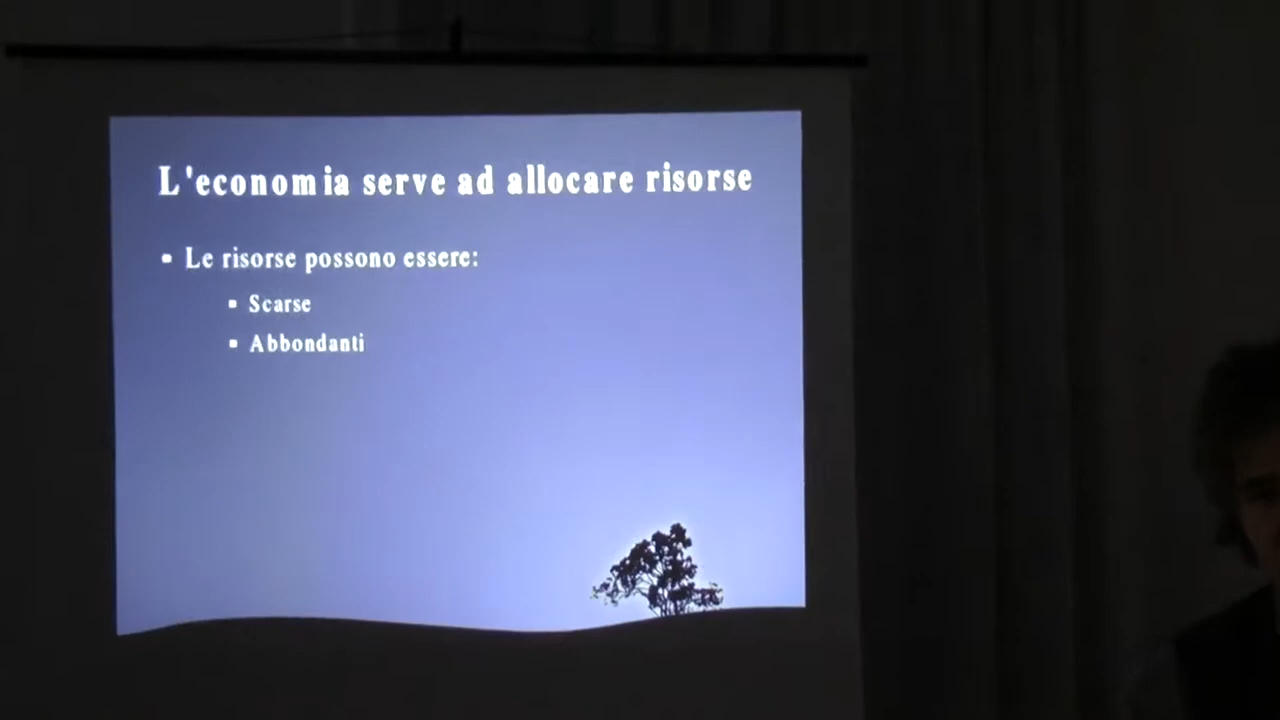 L'economia serve ad allocare risorse
▪ Le risorse possono essere:
▪ Scarse
▪ Abbondanti